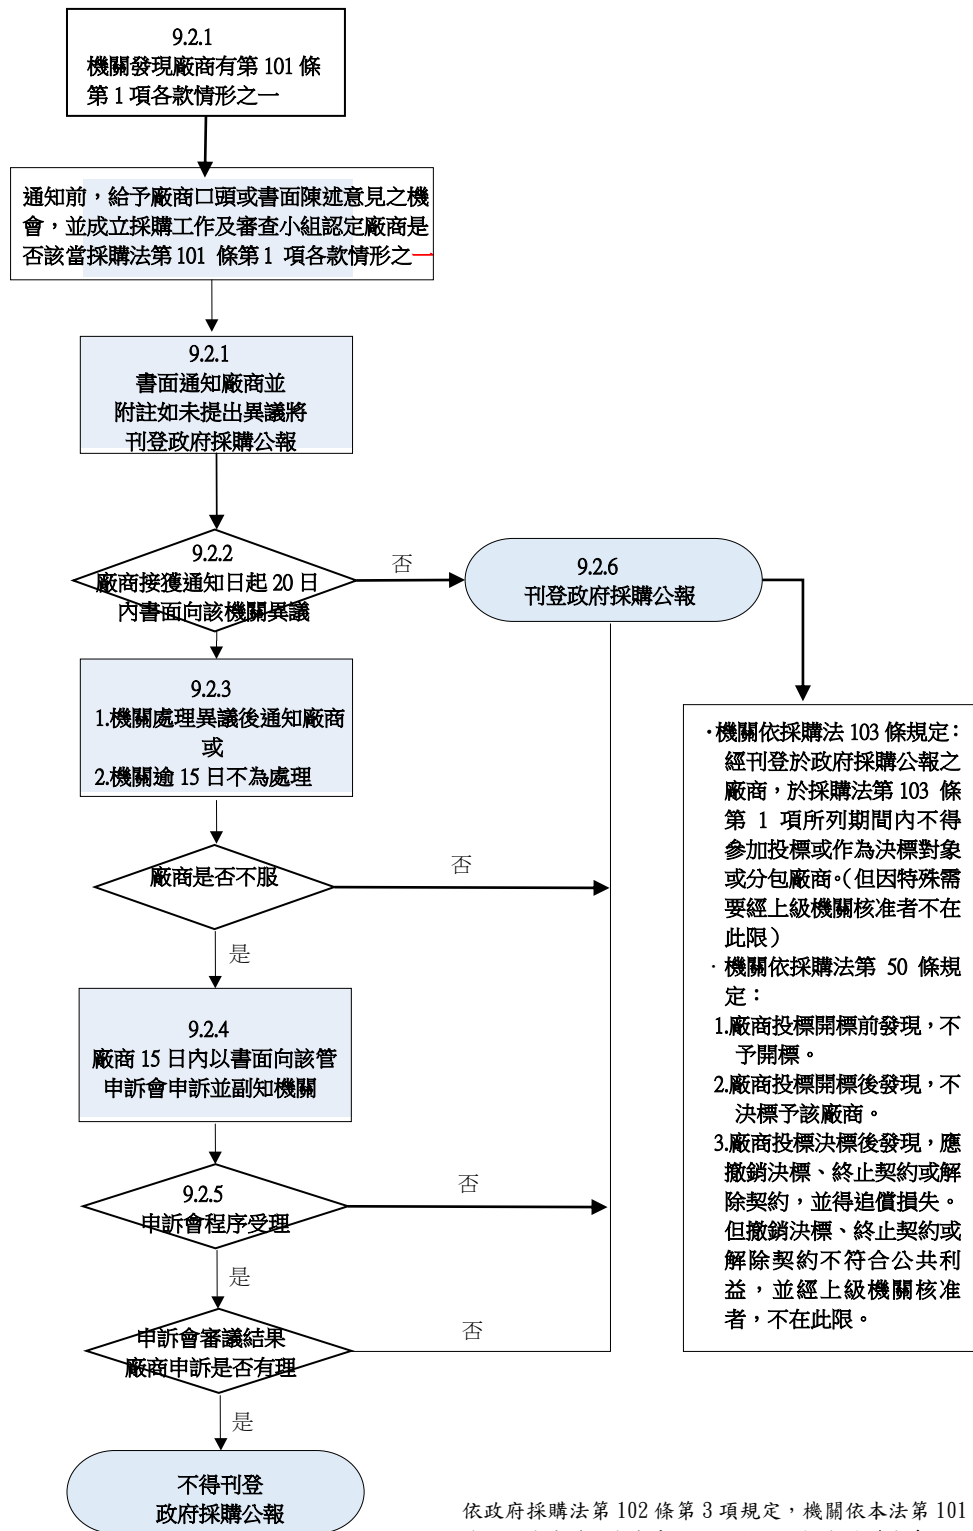 9.2.1
機關發現廠商有第 101 條
第 1 項各款情形之一
通知前，給予廠商口頭或書面陳述意見之機
會，並成立採購工作及審查小組認定廠商是
否該當採購法第 101 條第 1 項各款情形之一
9.2.1
書面通知廠商並
附註如未提出異議將
刊登政府採購公報
9.2.2
廠商接獲通知日起 20 日
內書面向該機關異議
否
9.2.6
刊登政府採購公報
9.2.3
1.機關處理異議後通知廠商
或
2.機關逾 15 日不為處理
廠商是否不服
否
是
9.2.4
廠商 15 日內以書面向該管
申訴會申訴並副知機關
9.2.5
申訴會程序受理
否
是
申訴會審議結果
廠商申訴是否有理
否
是
不得刊登
政府採購公報
‧機關依採購法 103 條規定：
經刊登於政府採購公報之
廠商，於採購法第 103 條
第 1 項所列期間內不得
參加投標或作為決標對象
或分包廠商。（但因特殊需
要經上級機關核准者不在
此限）
‧機關依採購法第 50 條規
定：
1.廠商投標開標前發現，不
予開標。
2.廠商投標開標後發現，不
決標予該廠商。
3.廠商投標決標後發現，應
撤銷決標、終止契約或解
除契約，並得追償損失。
但撤銷決標、終止契約或
解除契約不符合公共利
益，並經上級機關核准
者，不在此限。
依政府採購法第 102 條第 3 項規定，機關依本法第 101